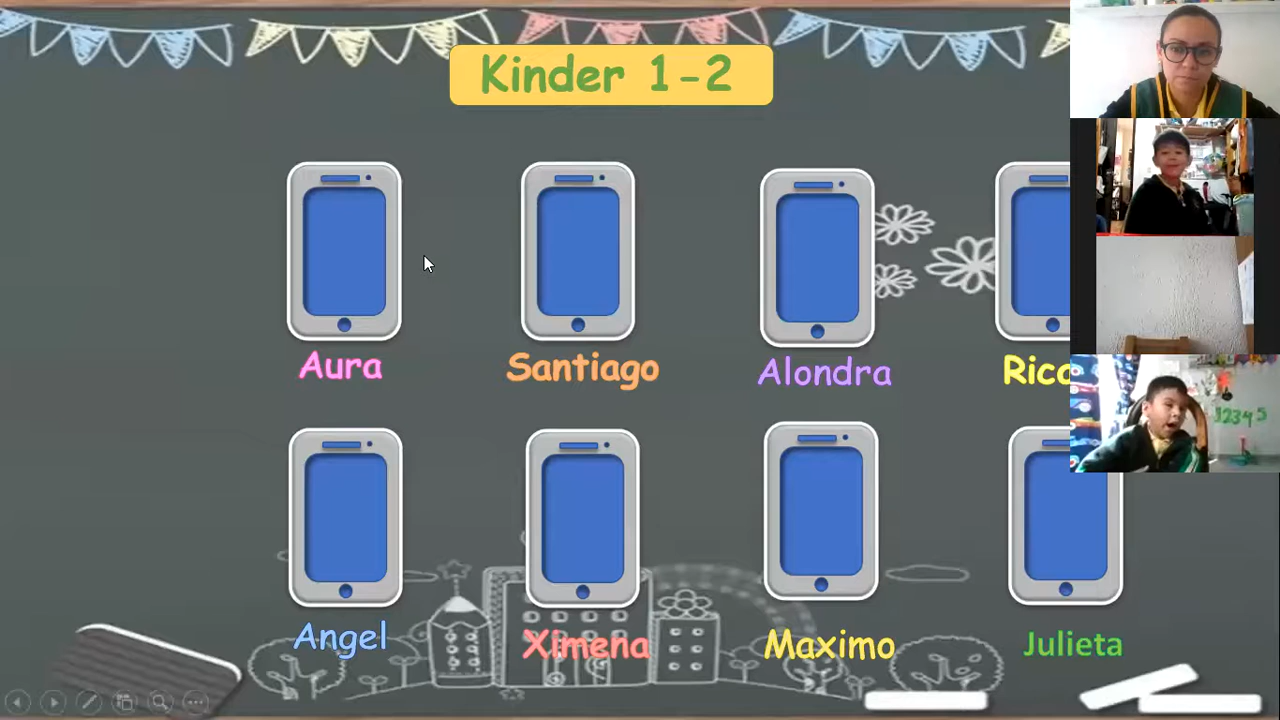 Kinder 1-2
Aura
Santiago
Alondra
Angel
Ximena
Maximo
Julieta
12345